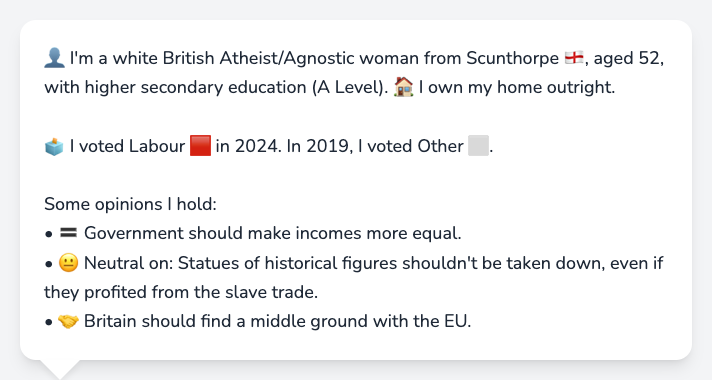 👤 I'm a white British Atheist/Agnostic woman from Scunthorpe 🏴󠁧󠁢󠁥󠁮󠁧󠁿, aged 52,
with higher secondary education (A Level). 🏠 I own my home outright.
🗳️ I voted Labour 🟥 in 2024. In 2019, I voted Other ⬜.
Some opinions I hold:
• 🟰 Government should make incomes more equal.
• 😐 Neutral on: Statues of historical figures shouldn't be taken down, even if
they profited from the slave trade.
• 🤝 Britain should find a middle ground with the EU.